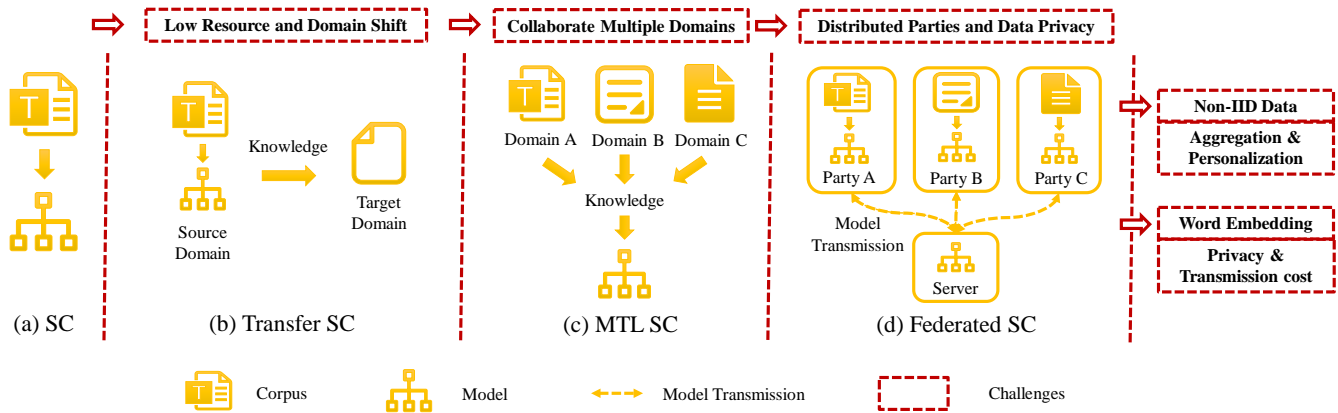 Low Resource and Domain Shift
Collaborate Multiple Domains
Distributed Parties and Data Privacy
T
T
Knowledge
Source
Domain
Target
Domain
T
Domain A
Domain B
Domain C
Knowledge
T
Party A
Party B
Party C
Model
Transmission
Server
Non-IID Data
Aggregation &
Personalization
Word Embedding
Privacy &
Transmission cost
(a) SC
(b) Transfer SC
(c) MTL SC
(d) Federated SC
T
Corpus
Model
Model Transmission
Challenges